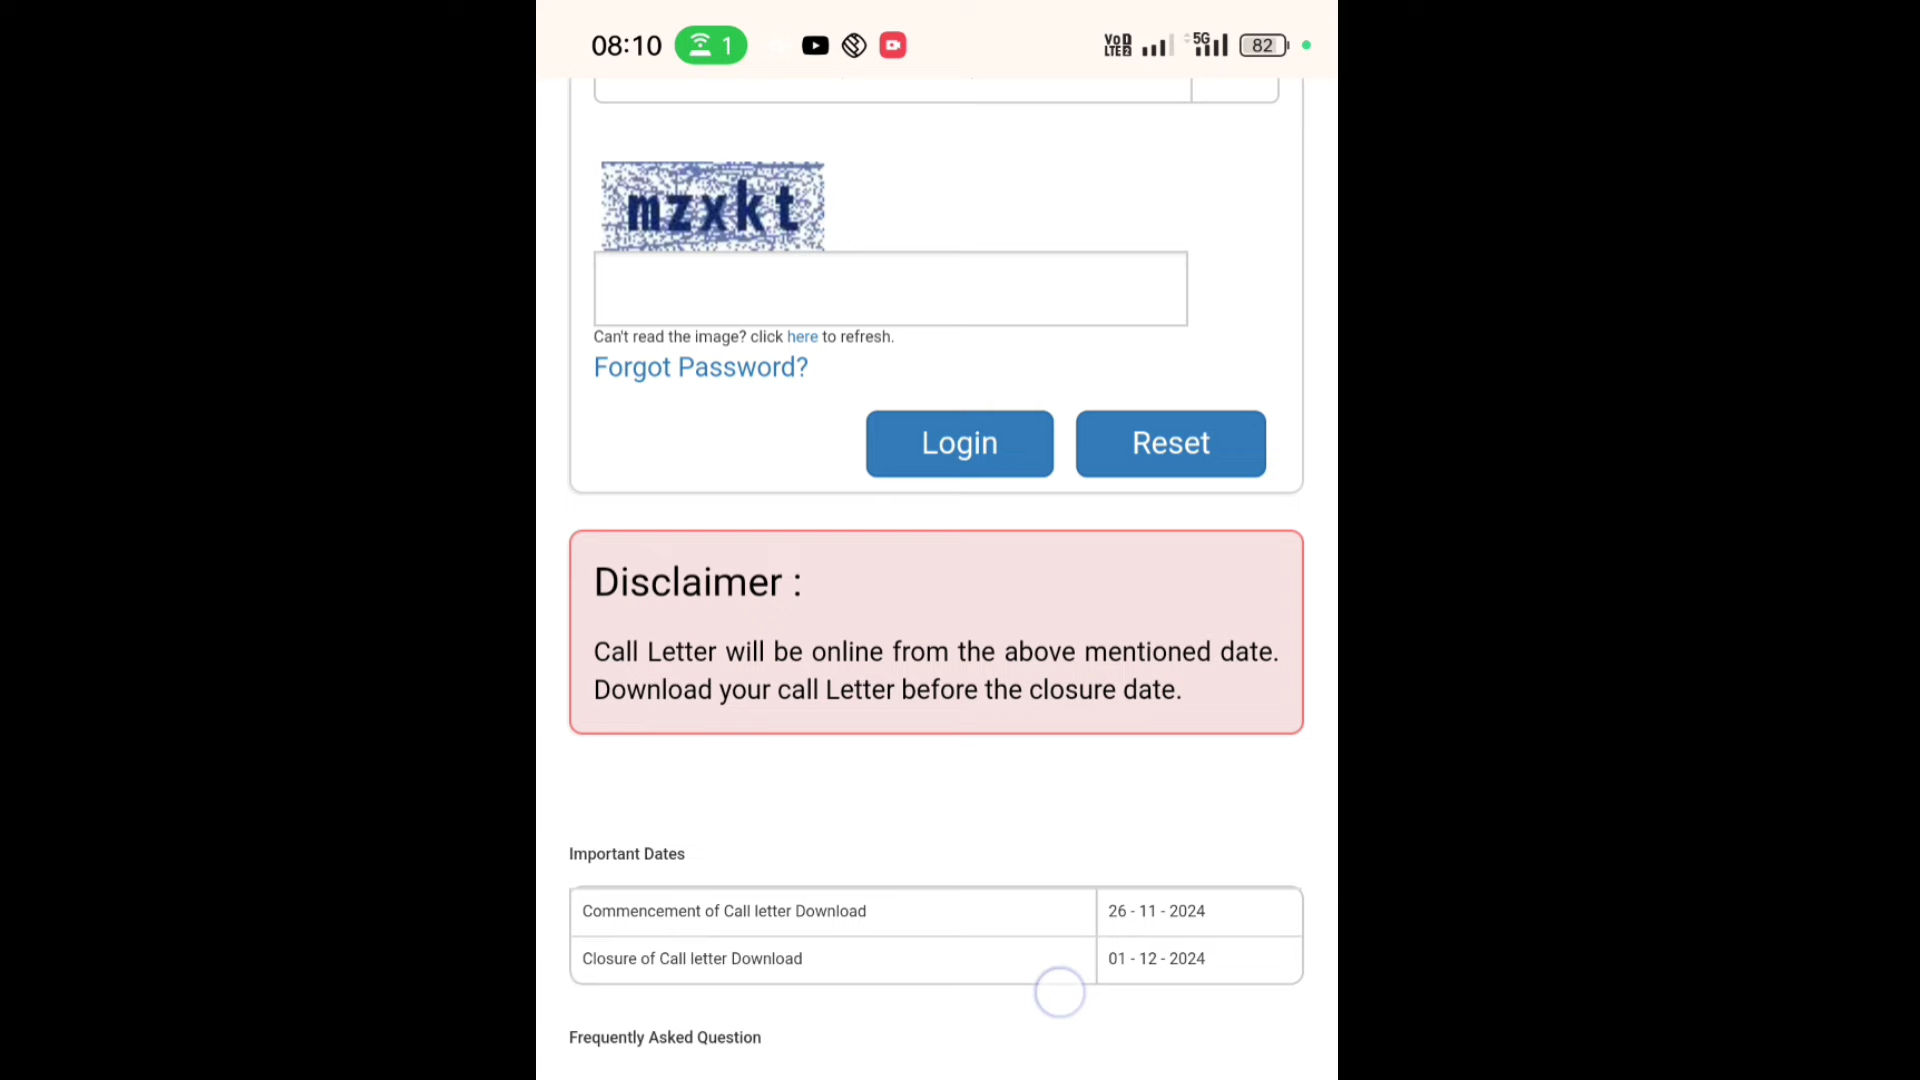 08:10 1 VoD LTE2 5G 82
mzxkt
Can't read the image? click here to refresh.
Forgot Password?
Login Reset
Disclaimer :
Call Letter will be online from the above mentioned date.
Download your call Letter before the closure date.
Important Dates
Commencement of Call letter Download 26 - 11 - 2024
Closure of Call letter Download 01 - 12 - 2024
Frequently Asked Question